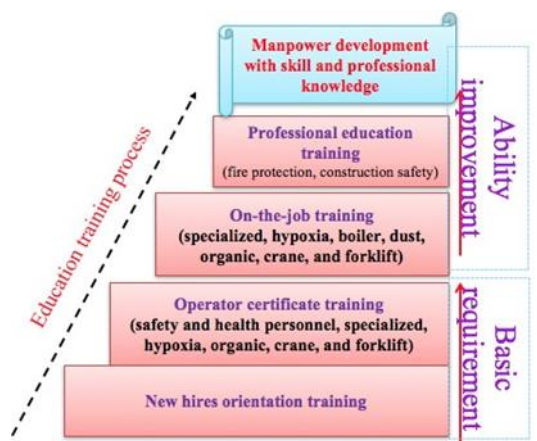 Manpower development
with skill and professional
knowledge
Professional education
training
(fire protection, construction safety)
On-the-job training
(specialized, hypoxia, boiler, dust,
organic, crane, and forklift)
Operator certificate training
(safety and health personnel, specialized,
hypoxia, organic, crane, and forklift)
New hires orientation training
Education training process
Ability
improvement
Basic
requirement